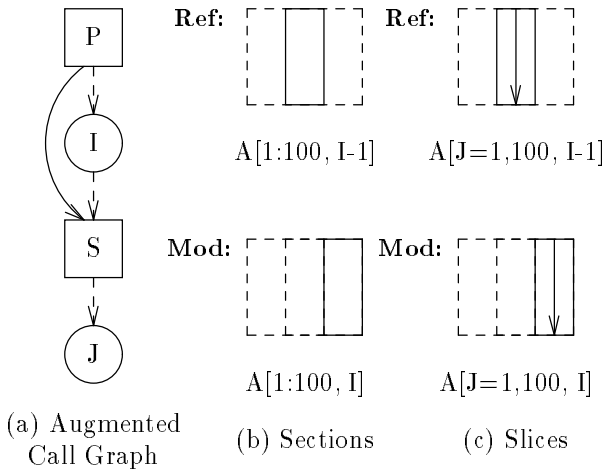 P
I
S
J
(a) Augmented
Call Graph
Ref:
A[1:100, I-1]
Mod:
A[1:100, I]
(b) Sections
Ref:
A[J=1,100, I-1]
Mod:
A[J=1,100, I]
(c) Slices